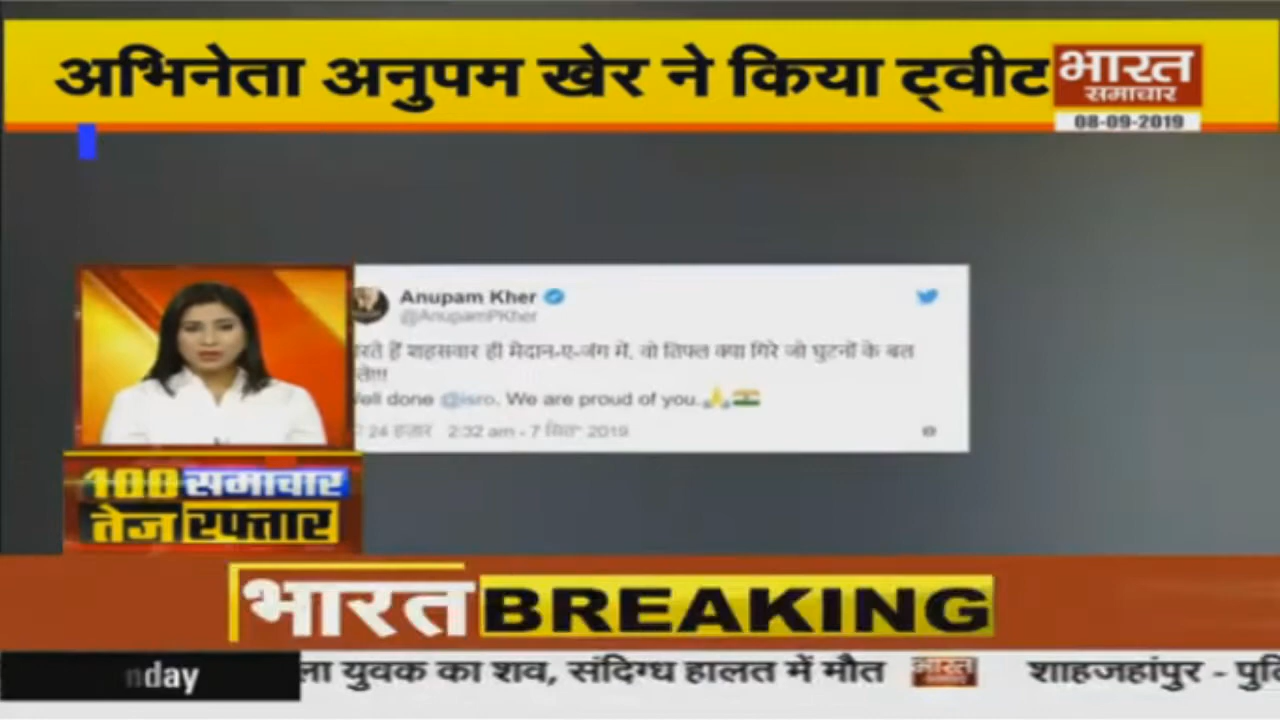 अभिनेता अनुपम खेर ने किया ट्वीट
भारत
समाचार
08-09-2019
Anupam Kher
@AnupamPKher
रते हैं शहसवार ही मैदान-ए-जंग में, वो तिफ्ल क्या गिरे जो घुटनों के बल
ell done @isro. We are proud of you.🙏🇮🇳
24 हज़ार 2:32 am - 7 सित॰ 2019
100 समाचार
तेज रफ्तार
भारत BREAKING
nday
ला युवक का शव, संदिग्ध हालत में मौत भारत समाचार शाहजहांपुर - पुलि